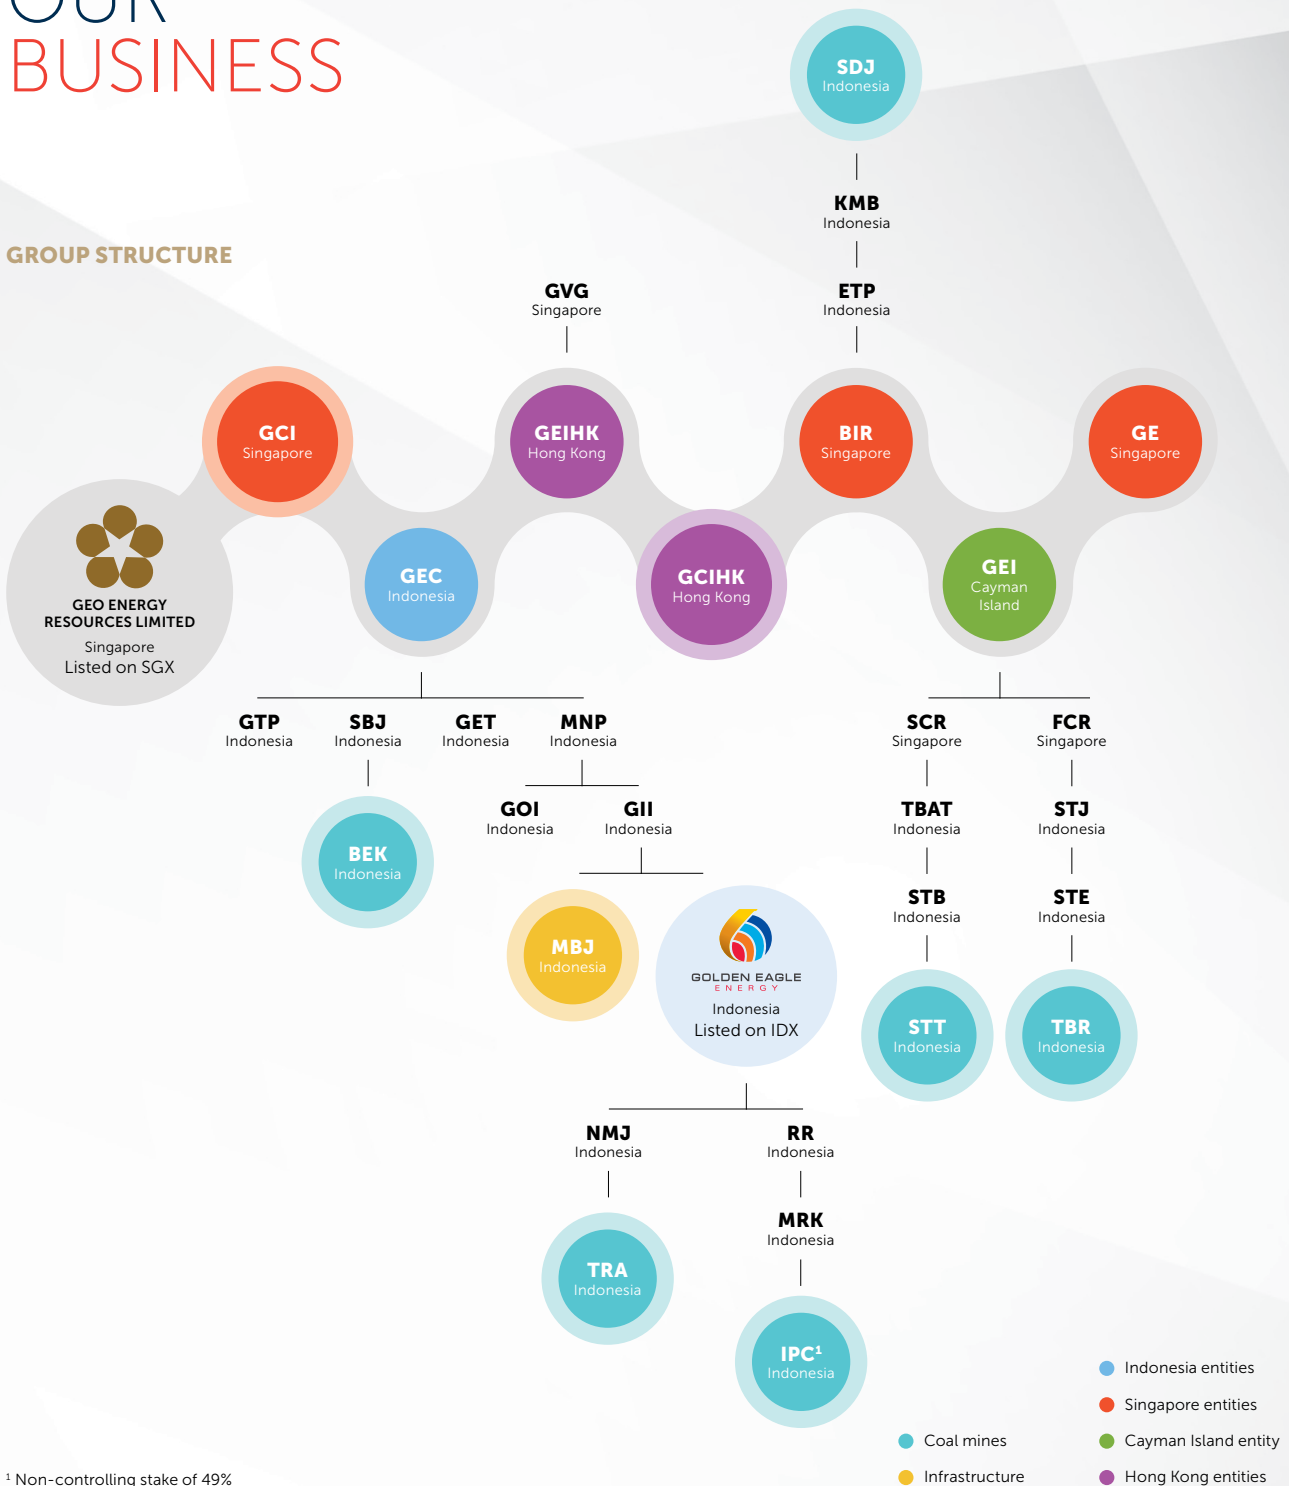 OUR
BUSINESS
GROUP STRUCTURE
SDJ
Indonesia
KMB
Indonesia
ETP
Indonesia
GVG
Singapore
GCI
Singapore
GEIHK
Hong Kong
BIR
Singapore
GE
Singapore
GEO ENERGY
RESOURCES LIMITED
Singapore
Listed on SGX
GEC
Indonesia
GCIHK
Hong Kong
GEI
Cayman
Island
GTP
Indonesia
SBJ
Indonesia
GET
Indonesia
MNP
Indonesia
SCR
Singapore
FCR
Singapore
GOI
Indonesia
GII
Indonesia
TBAT
Indonesia
STJ
Indonesia
BEK
Indonesia
STB
Indonesia
STE
Indonesia
MBJ
Indonesia
GOLDEN EAGLE
ENERGY
Indonesia
Listed on IDX
STT
Indonesia
TBR
Indonesia
NMJ
Indonesia
RR
Indonesia
MRK
Indonesia
TRA
Indonesia
IPC¹
Indonesia
Coal mines
Infrastructure
Indonesia entities
Singapore entities
Cayman Island entity
Hong Kong entities
¹ Non-controlling stake of 49%